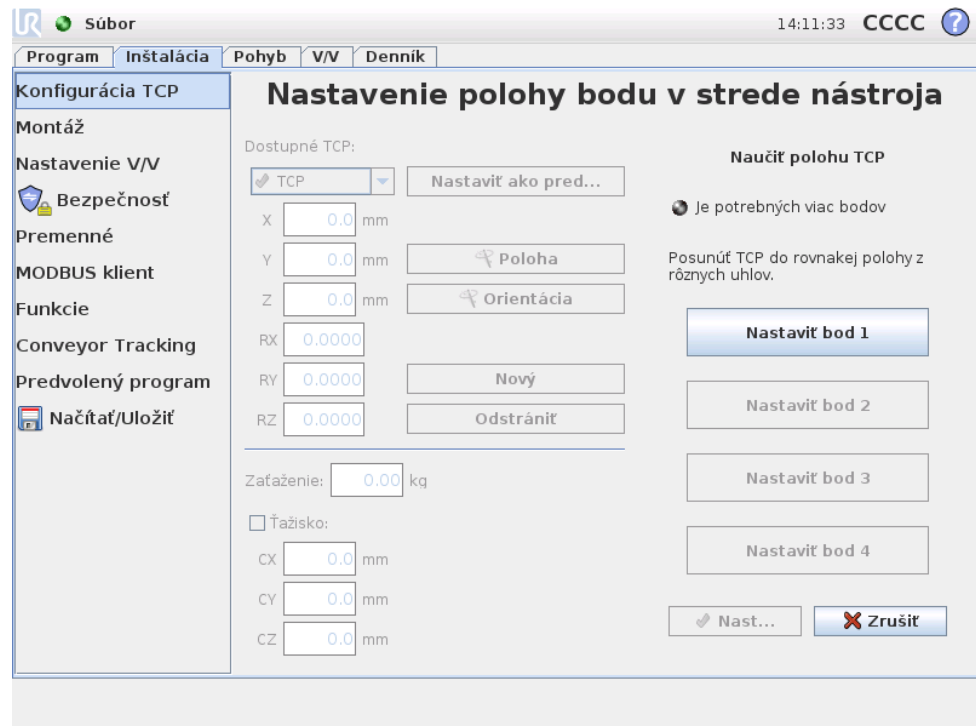 Súbor
14:11:33 CCCC ?
Program Inštalácia Pohyb V/V Denník
Konfigurácia TCP
Montáž
Nastavenie V/V
Bezpečnosť
Premenné
MODBUS klient
Funkcie
Conveyor Tracking
Predvolený program
Načítať/Uložiť
Nastavenie polohy bodu v strede nástroja
Dostupné TCP:
TCP Nastaviť ako pred...
X 0.0 mm
Y 0.0 mm Poloha
Z 0.0 mm Orientácia
RX 0.0000
RY 0.0000 Nový
RZ 0.0000 Odstrániť
Zaťaženie: 0.00 kg
Ťažisko:
CX 0.0 mm
CY 0.0 mm
CZ 0.0 mm
Naučiť polohu TCP
Je potrebných viac bodov
Posunúť TCP do rovnakej polohy z
rôznych uhlov.
Nastaviť bod 1
Nastaviť bod 2
Nastaviť bod 3
Nastaviť bod 4
Nast... Zrušiť